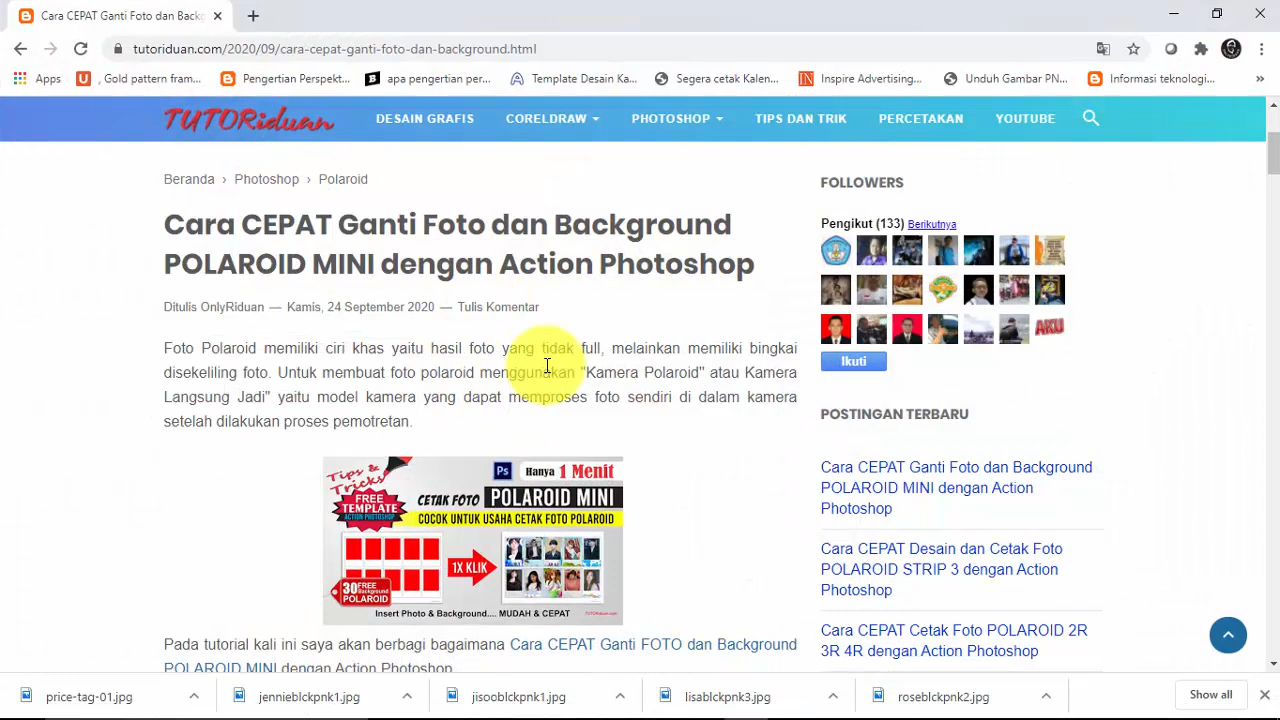 Cara CEPAT Ganti Foto dan Backg
tutoriduan.com/2020/09/cara-cepat-ganti-foto-dan-background.html
Apps
, Gold pattern fram...
Pengertian Perspekt...
apa pengertian per...
Template Desain Ka...
Segera Cetak Kalen...
Inspire Advertising...
Unduh Gambar PN...
Informasi teknologi...
TUTORiduan
DESAIN GRAFIS
CORELDRAW
PHOTOSHOP
TIPS DAN TRIK
PERCETAKAN
YOUTUBE
Beranda › Photoshop › Polaroid
Cara CEPAT Ganti Foto dan Background
POLAROID MINI dengan Action Photoshop
Ditulis OnlyRiduan — Kamis, 24 September 2020 — Tulis Komentar
Foto Polaroid memiliki ciri khas yaitu hasil foto yang tidak full, melainkan memiliki bingkai
disekeliling foto. Untuk membuat foto polaroid menggunakan "Kamera Polaroid" atau Kamera
Langsung Jadi" yaitu model kamera yang dapat memproses foto sendiri di dalam kamera
setelah dilakukan proses pemotretan.
Tips &
Tricks
Ps
Hanya 1 Menit
FREE
TEMPLATE
ACTION PHOTOSHOP
CETAK FOTO POLAROID MINI
COCOK UNTUK USAHA CETAK FOTO POLAROID
1X KLIK
30 FREE
Background
POLAROID
Insert Photo & Background.... MUDAH & CEPAT
TUTORiduan.com
Pada tutorial kali ini saya akan berbagi bagaimana Cara CEPAT Ganti FOTO dan Background
POLAROID MINI dengan Action Photoshop.
FOLLOWERS
Pengikut (133) Berikutnya
AKU
Ikuti
POSTINGAN TERBARU
Cara CEPAT Ganti Foto dan Background
POLAROID MINI dengan Action
Photoshop
Cara CEPAT Desain dan Cetak Foto
POLAROID STRIP 3 dengan Action
Photoshop
Cara CEPAT Cetak Foto POLAROID 2R
3R 4R dengan Action Photoshop
price-tag-01.jpg
jennieblckpnk1.jpg
jisooblckpnk1.jpg
lisablckpnk3.jpg
roseblckpnk2.jpg
Show all